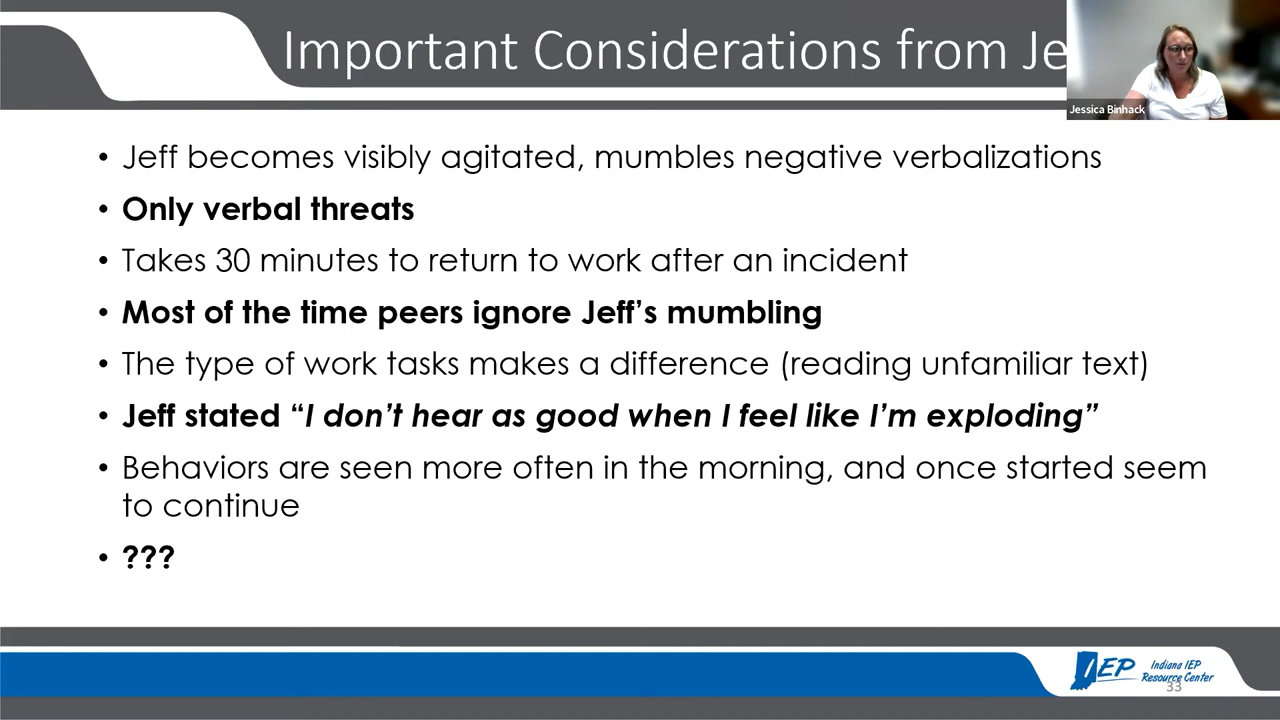 Important Considerations from Je
Jessica Binhack
• Jeff becomes visibly agitated, mumbles negative verbalizations
• Only verbal threats
• Takes 30 minutes to return to work after an incident
• Most of the time peers ignore Jeff’s mumbling
• The type of work tasks makes a difference (reading unfamiliar text)
• Jeff stated “I don’t hear as good when I feel like I’m exploding”
• Behaviors are seen more often in the morning, and once started seem
to continue
• ???
IEP
Indiana IEP
Resource Center
33